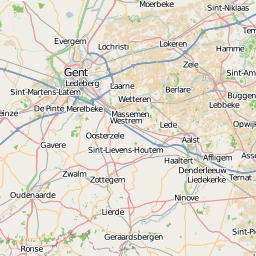 Moerbeke
Sint-Niklaas
Evergem
Lochristi
Lokeren
Hamme
Zele
Gent
Ledeberg
Sint-Am
Laarne
Sint-Martens-Latem
Berlare
Wetteren
Buggen
De Pinte Merelbeke
Lebbeke
einze
Massemen
Westrem
Lede
Opwijk
Oosterzele
Aalst
Gavere
Sint-Lievens-Houtem
Haaltert
Affligem
Zwalm
Denderleeuw
Zottegem
Liedekerke
Ternat
Oudenaarde
Ninove
Lierde
Geraardsbergen
Ronse